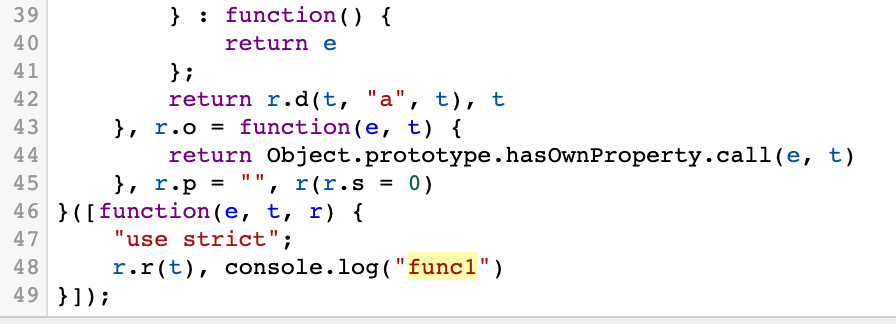 39 } : function() {
40 return e
41 };
42 return r.d(t, "a", t), t
43 }, r.o = function(e, t) {
44 return Object.prototype.hasOwnProperty.call(e, t)
45 }, r.p = "", r(r.s = 0)
46 }([function(e, t, r) {
47 "use strict";
48 r.r(t), console.log("func1")
49 }]);